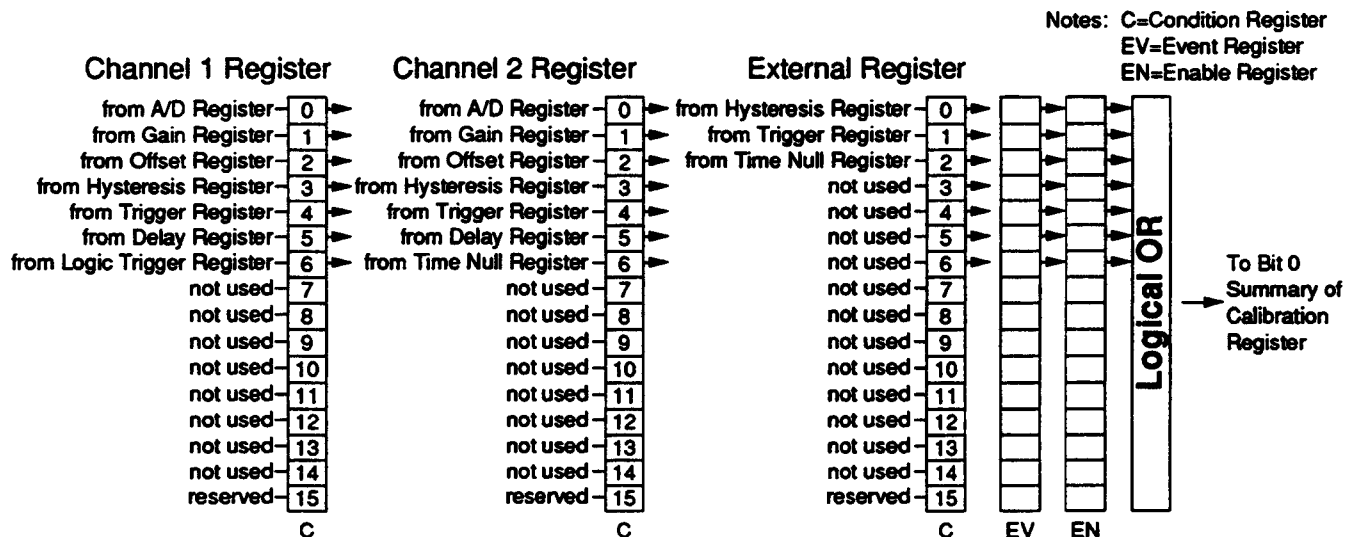 Notes: C=Condition Register
EV=Event Register
EN=Enable Register
Channel 1 Register Channel 2 Register External Register
from A/D Register 0 from A/D Register 0 from Hysteresis Register 0
from Gain Register 1 from Gain Register 1 from Trigger Register 1
from Offset Register 2 from Offset Register 2 from Time Null Register 2
from Hysteresis Register 3 from Hysteresis Register 3 not used 3
from Trigger Register 4 from Trigger Register 4 not used 4
from Delay Register 5 from Delay Register 5 not used 5
from Logic Trigger Register 6 from Time Null Register 6 not used 6
not used 7 not used 7 not used 7
not used 8 not used 8 not used 8
not used 9 not used 9 not used 9
not used 10 not used 10 not used 10
not used 11 not used 11 not used 11
not used 12 not used 12 not used 12
not used 13 not used 13 not used 13
not used 14 not used 14 not used 14
reserved 15 reserved 15 reserved 15
C C C EV EN
Logical OR
To Bit 0
Summary of
Calibration
Register